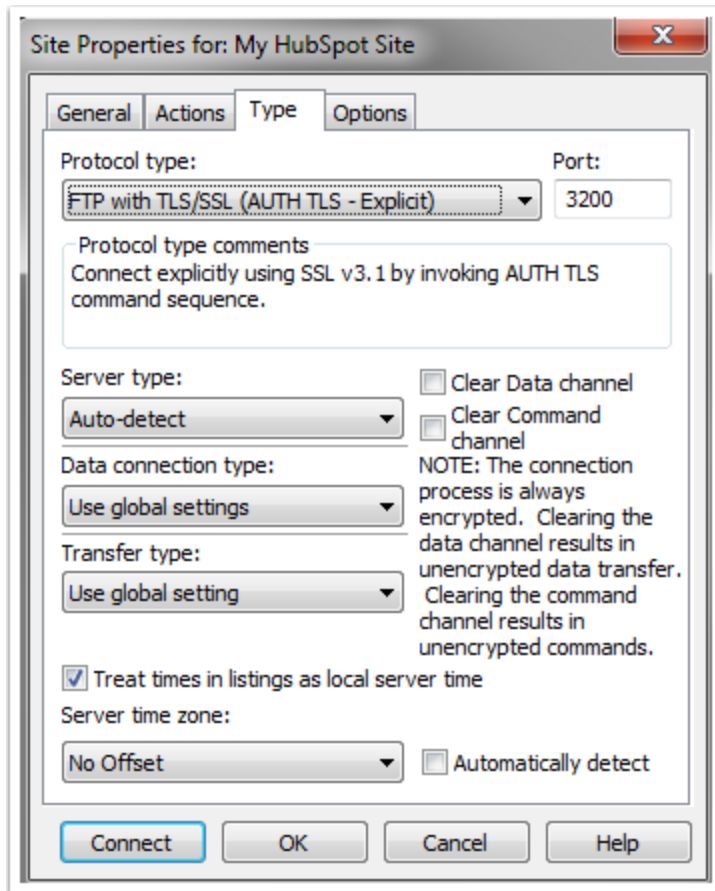 Site Properties for: My HubSpot Site
General Actions Type Options
Protocol type:
Port:
FTP with TLS/SSL (AUTH TLS - Explicit)
3200
Protocol type comments
Connect explicitly using SSL v3.1 by invoking AUTH TLS
command sequence.
Server type:
Auto-detect
Clear Data channel
Clear Command
channel
Data connection type:
Use global settings
Transfer type:
Use global setting
NOTE: The connection
process is always
encrypted. Clearing the
data channel results in
unencrypted data transfer.
Clearing the command
channel results in
unencrypted commands.
Treat times in listings as local server time
Server time zone:
No Offset
Automatically detect
Connect OK Cancel Help